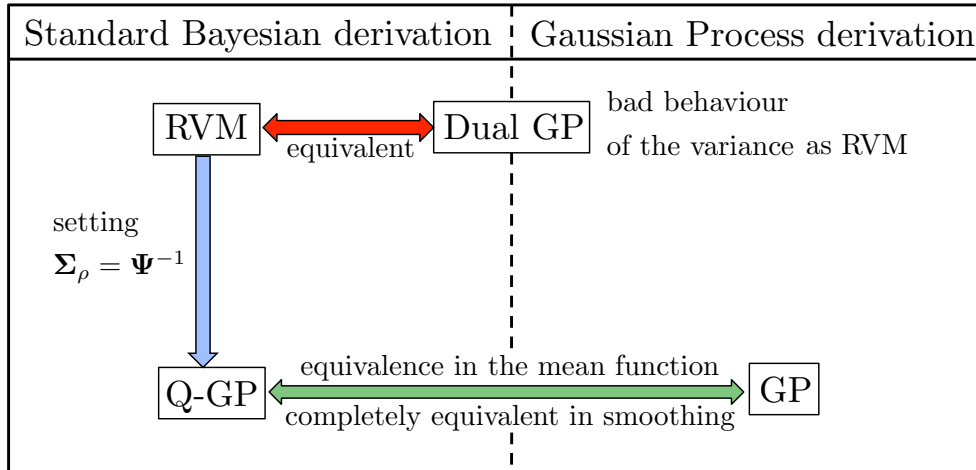 Standard Bayesian derivation
Gaussian Process derivation
RVM
equivalent
Dual GP
bad behaviour
of the variance as RVM
setting
Σρ = Ψ−1
equivalence in the mean function
Q-GP
GP
completely equivalent in smoothing